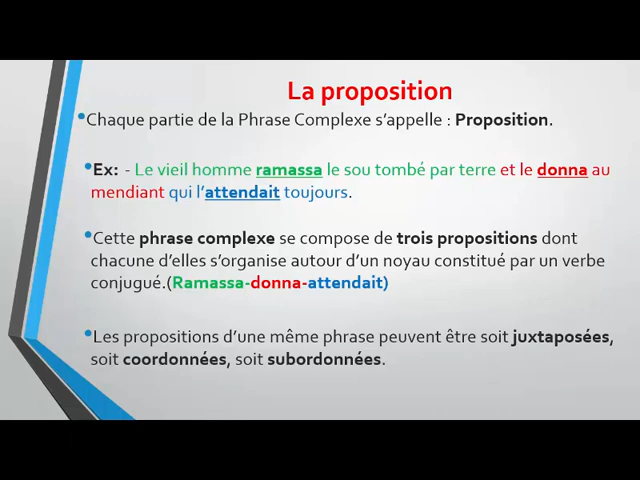 La proposition
•Chaque partie de la Phrase Complexe s’appelle : Proposition.
•Ex: - Le vieil homme ramassa le sou tombé par terre et le donna au
mendiant qui l’attendait toujours.
•Cette phrase complexe se compose de trois propositions dont
chacune d’elles s’organise autour d’un noyau constitué par un verbe
conjugué.(Ramassa-donna-attendait)
•Les propositions d’une même phrase peuvent être soit juxtaposées,
soit coordonnées, soit subordonnées.